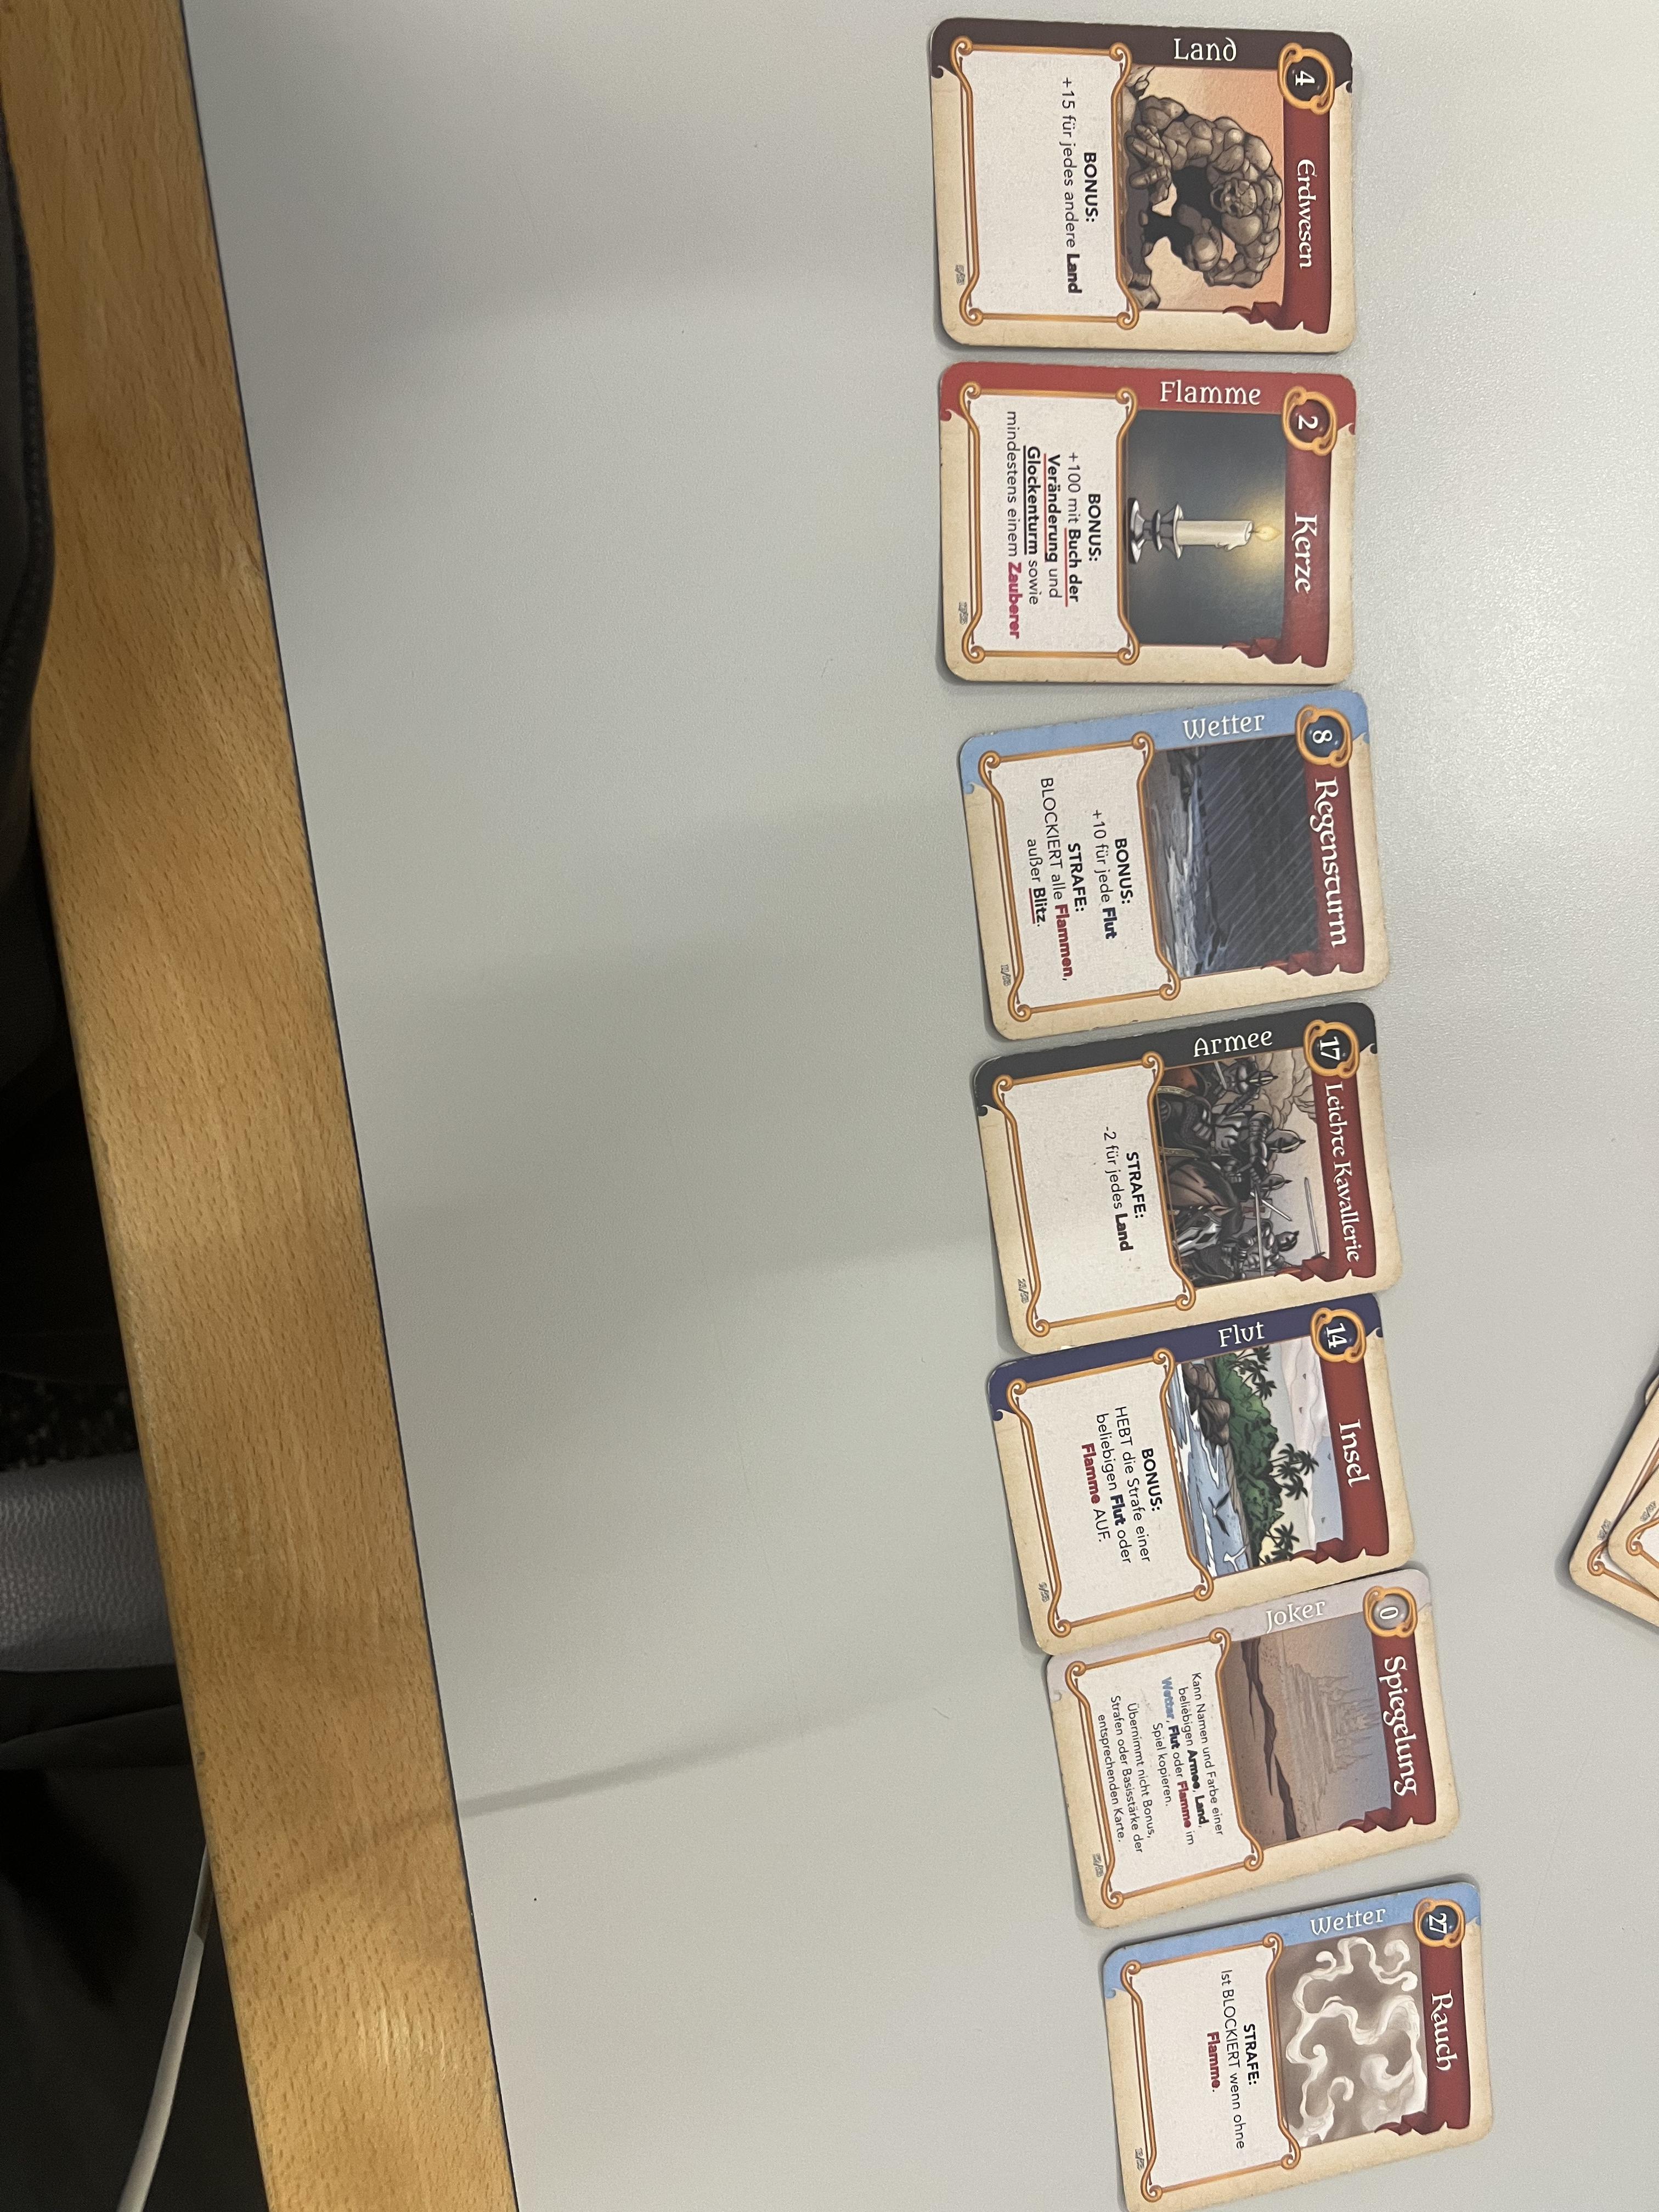 4
Erdwesen
Land
BONUS:
+15 für jedes andere Land
2
Kerze
Flamme
BONUS:
+100 mit Buch der
Veränderung und
Glockenturm sowie
mindestens einem Zauberer
8
Regensturm
Wetter
BONUS:
+10 für jede Flut
STRAFE:
BLOCKIERT alle Flammen,
außer Blitz.
17
Leichte Kavallerie
Armee
STRAFE:
-2 für jedes Land
14
Insel
Flut
BONUS:
HEBT die Strafe einer
beliebigen Flut oder
Flamme AUF.
0
Spiegelung
Joker
Kann Namen und Farbe einer
beliebigen Armee, Land,
Wetter, Flut oder Flamme im
Spiel kopieren.
Übernimmt nicht Bonus,
Strafen oder Basisstärke der
entsprechenden Karte.
27
Rauch
Wetter
STRAFE:
Ist BLOCKIERT wenn ohne
Flamme.